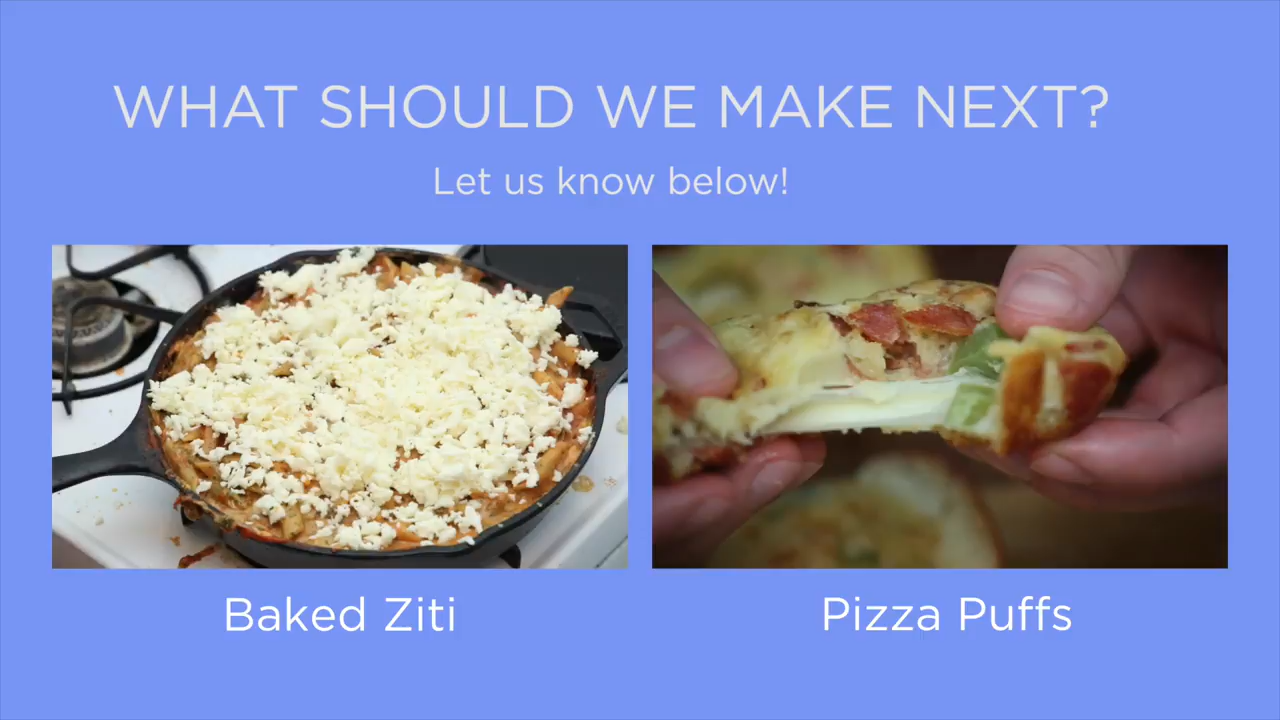 WHAT SHOULD WE MAKE NEXT?
Let us know below!
Baked Ziti
Pizza Puffs